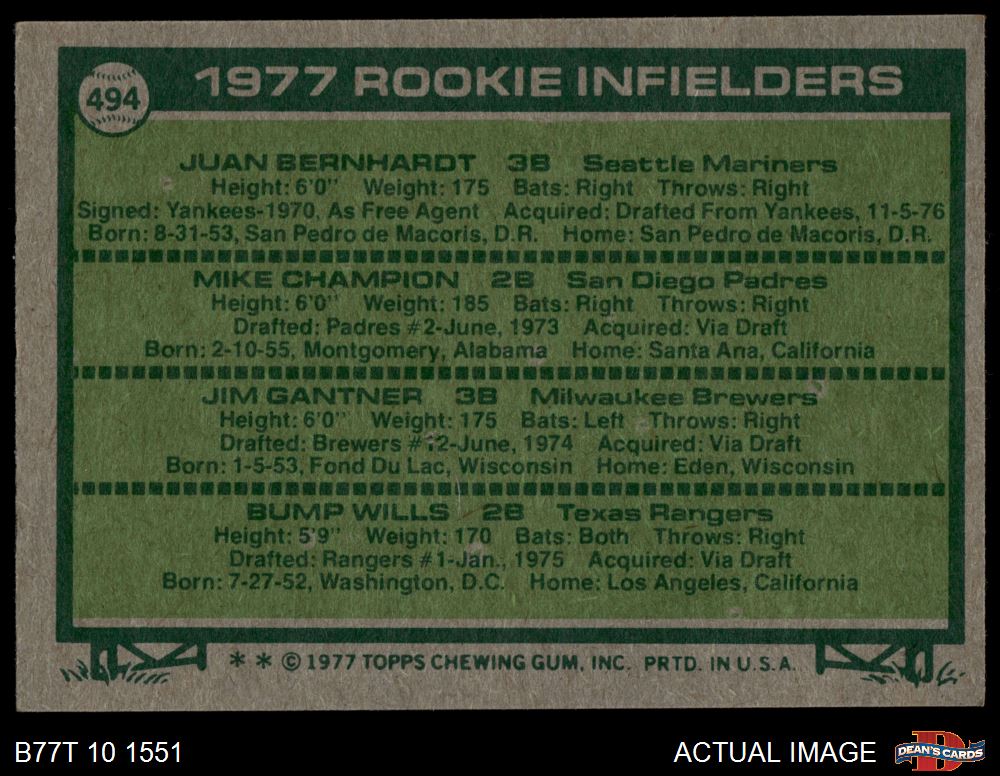 494
1977 ROOKIE INFIELDERS
JUAN BERNHARDT 3B Seattle Mariners
Height: 6'0" Weight: 175 Bats: Right Throws: Right
Signed: Yankees-1970, As Free Agent Acquired: Drafted From Yankees, 11-5-76
Born: 8-31-53, San Pedro de Macoris, D.R. Home: San Pedro de Macoris, D.R.
MIKE CHAMPION 2B San Diego Padres
Height: 6'0" Weight: 185 Bats: Right Throws: Right
Drafted: Padres #2-June, 1973 Acquired: Via Draft
Born: 2-10-55, Montgomery, Alabama Home: Santa Ana, California
JIM GANTNER 3B Milwaukee Brewers
Height: 6'0" Weight: 175 Bats: Left Throws: Right
Drafted: Brewers #12-June, 1974 Acquired: Via Draft
Born: 1-5-53, Fond Du Lac, Wisconsin Home: Eden, Wisconsin
BUMP WILLS 2B Texas Rangers
Height: 5'9" Weight: 170 Bats: Both Throws: Right
Drafted: Rangers #1-Jan., 1975 Acquired: Via Draft
Born: 7-27-52, Washington, D.C. Home: Los Angeles, California
* * © 1977 TOPPS CHEWING GUM, INC. PRTD. IN U.S.A.
B77T 10 1551 ACTUAL IMAGE D DEAN'S CARDS